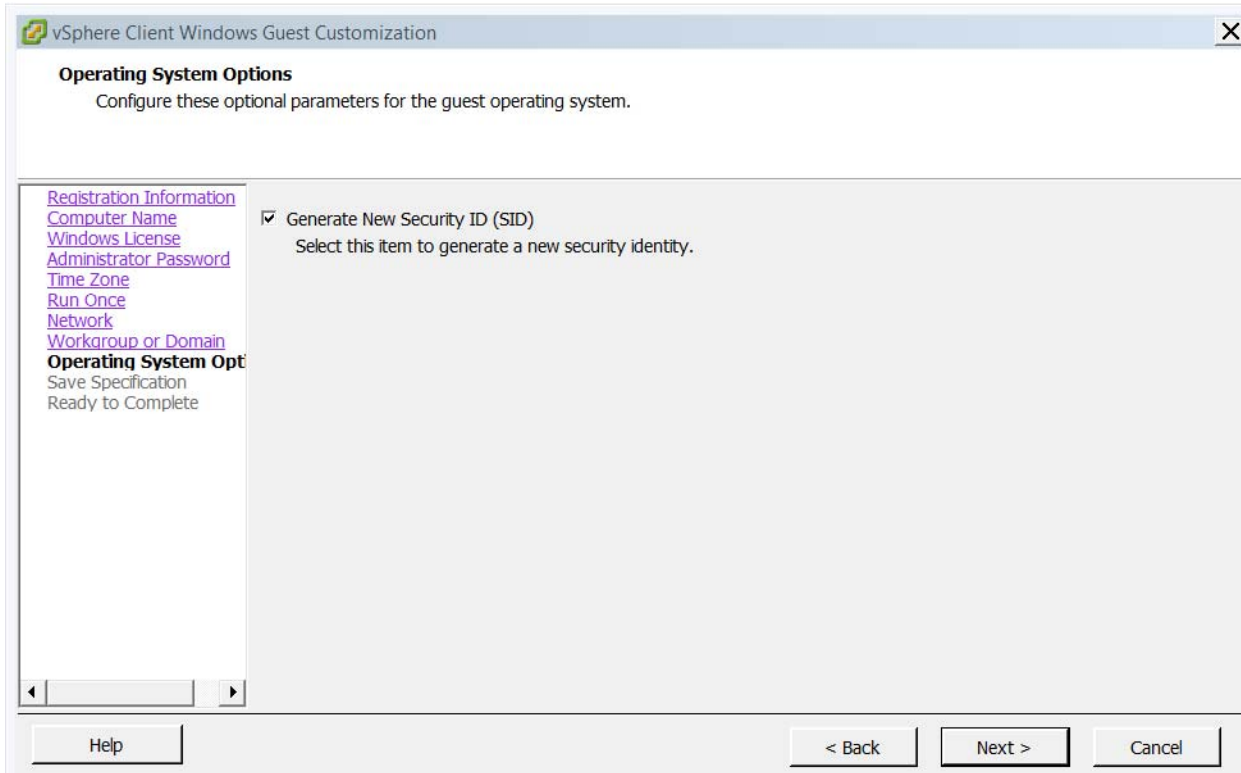 vSphere Client Windows Guest Customization
Operating System Options
Configure these optional parameters for the guest operating system.
Registration Information
Computer Name
Windows License
Administrator Password
Time Zone
Run Once
Network
Workgroup or Domain
Operating System Opti
Save Specification
Ready to Complete
Generate New Security ID (SID)
Select this item to generate a new security identity.
Help
< Back
Next >
Cancel